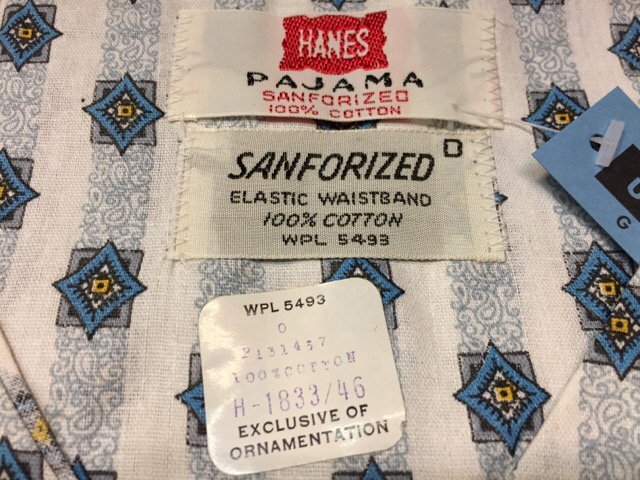 HANES
PAJAMA
SANFORIZED
100% COTTON
SANFORIZED D
ELASTIC WAISTBAND
100% COTTON
WPL 5493
WPL 5493
O
P131457
100%COTTON
H-1833/46
EXCLUSIVE OF
ORNAMENTATION
G